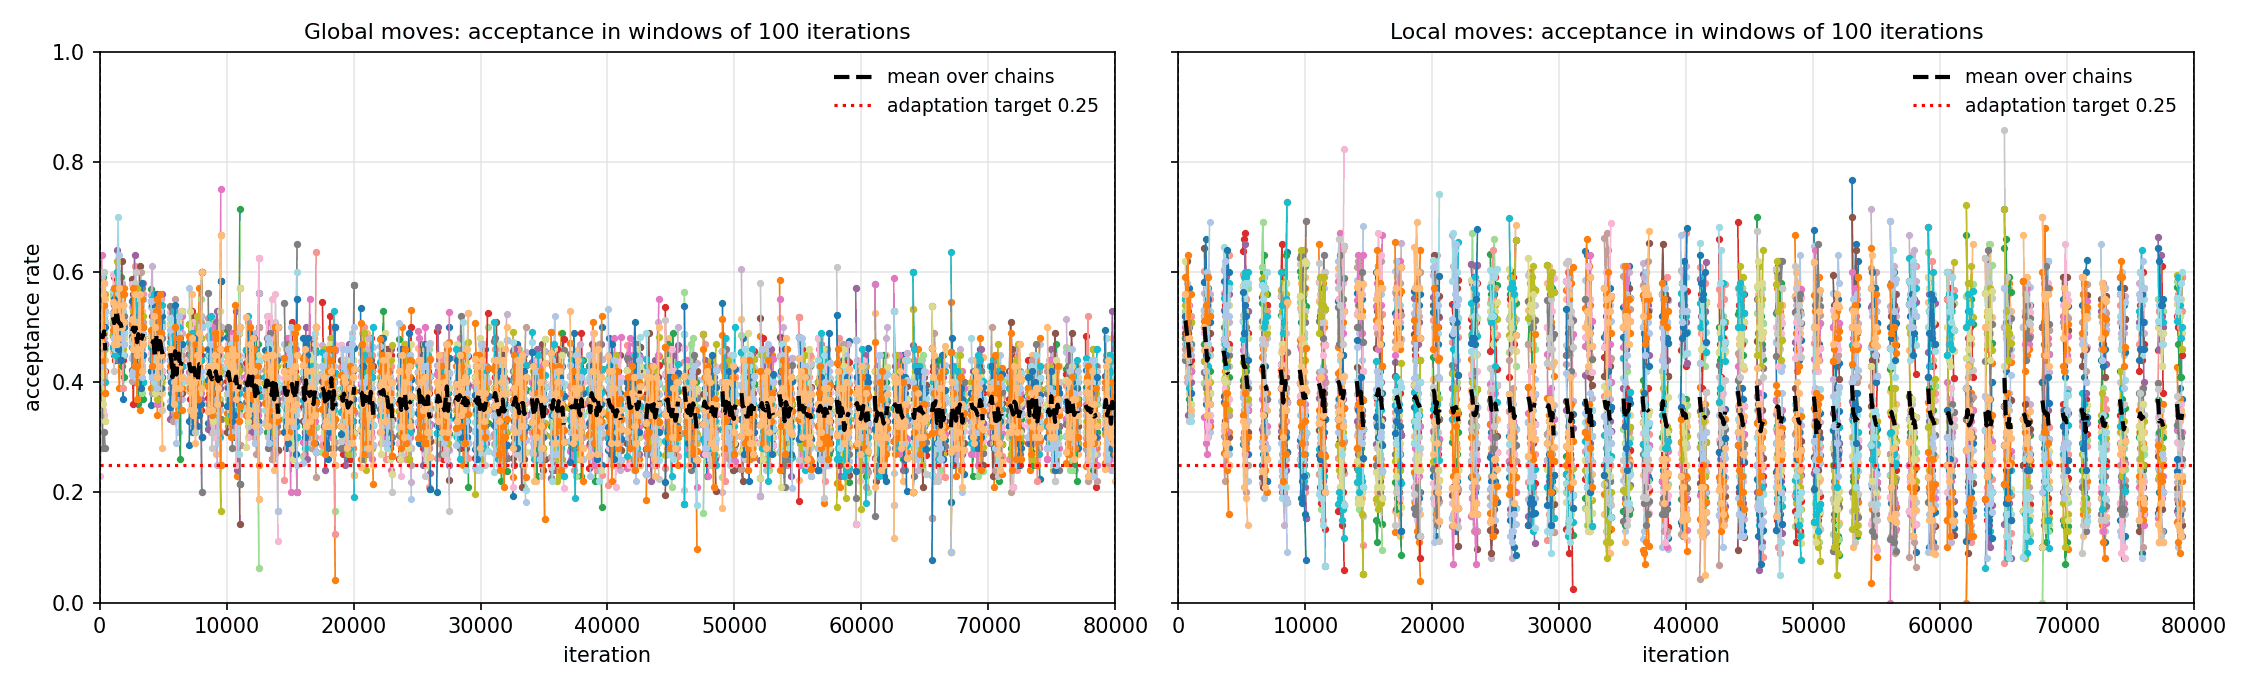 Global moves: acceptance in windows of 100 iterations
1.0
0.8
0.6
0.4
0.2
0.0
acceptance rate
mean over chains
adaptation target 0.25
0 10000 20000 30000 40000 50000 60000 70000 80000
iteration
Local moves: acceptance in windows of 100 iterations
mean over chains
adaptation target 0.25
0 10000 20000 30000 40000 50000 60000 70000 80000
iteration